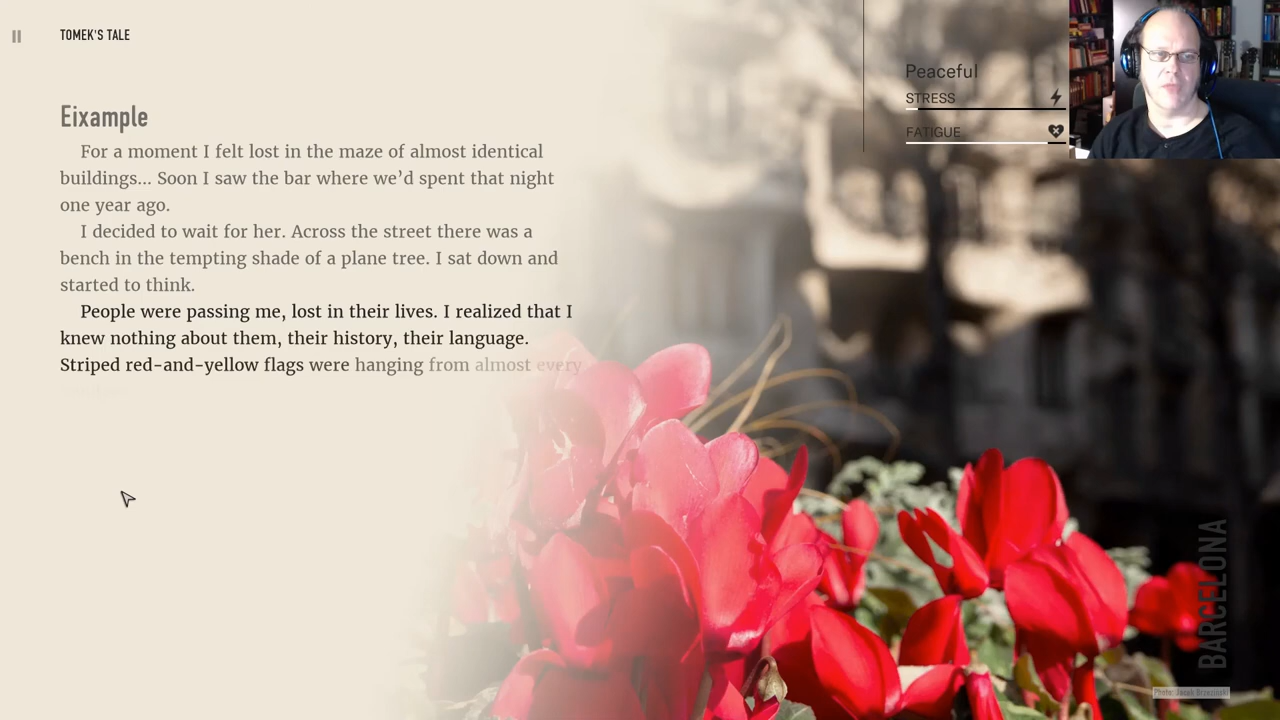 TOMEK'S TALE
Peaceful
STRESS
FATIGUE
Eixample
For a moment I felt lost in the maze of almost identical
buildings... Soon I saw the bar where we’d spent that night
one year ago.
I decided to wait for her. Across the street there was a
bench in the tempting shade of a plane tree. I sat down and
started to think.
People were passing me, lost in their lives. I realized that I
knew nothing about them, their history, their language.
Striped red-and-yellow flags were hanging from almost every
BARCELONA
Photo: Jacek Brzezinski